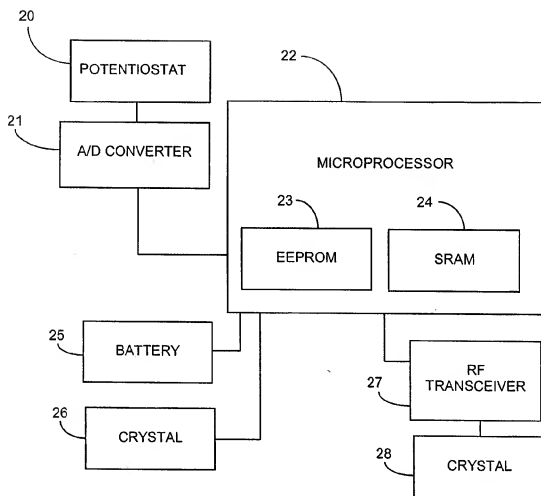 20
POTENTIOSTAT
22
21
A/D CONVERTER
MICROPROCESSOR
23
24
EEPROM
SRAM
25
BATTERY
RF
TRANSCEIVER
27
26
CRYSTAL
28
CRYSTAL